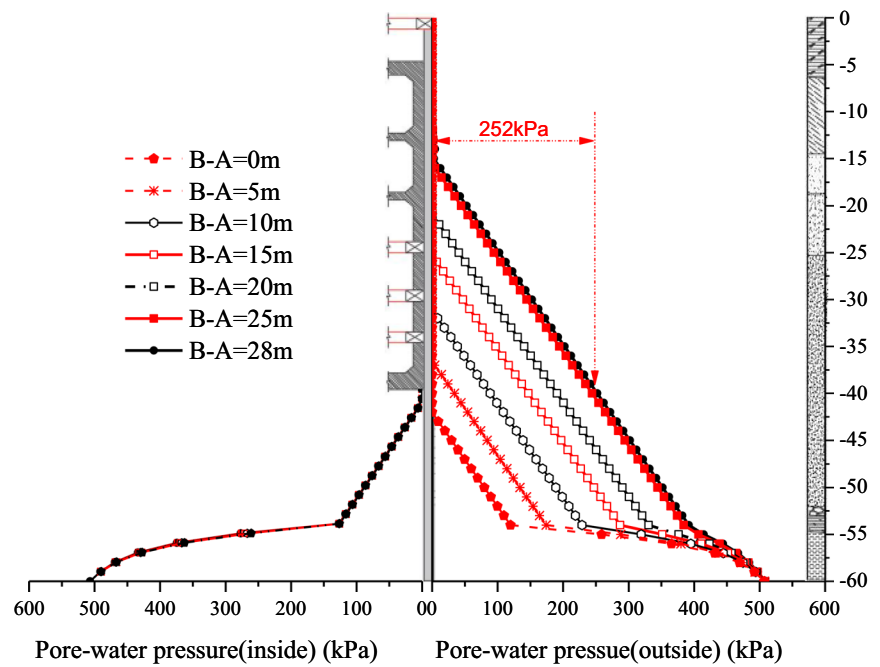 252kPa
B-A=0m
B-A=5m
B-A=10m
B-A=15m
B-A=20m
B-A=25m
B-A=28m
0
-5
-10
-15
-20
-25
-30
-35
-40
-45
-50
-55
-60
600 500 400 300 200 100 00 100 200 300 400 500 600
Pore-water pressure(inside) (kPa) Pore-water pressue(outside) (kPa)